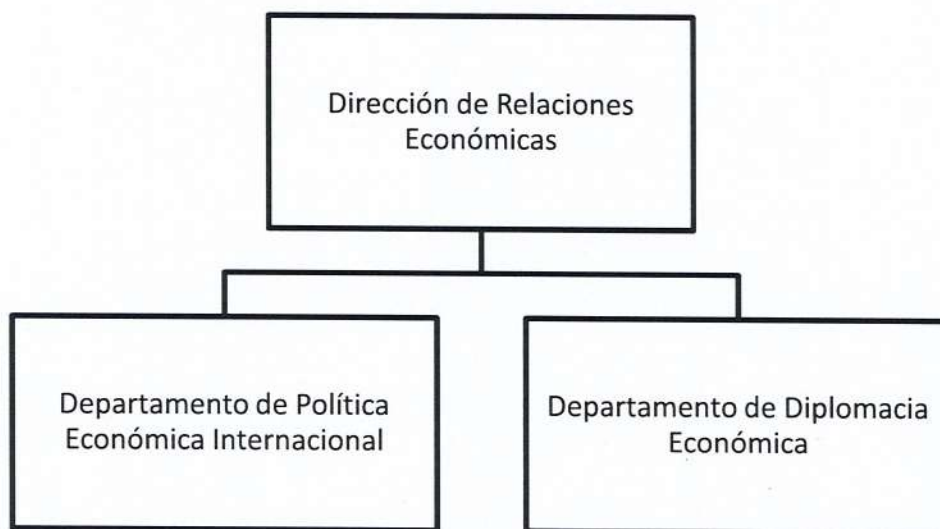 Dirección de Relaciones
Económicas
Departamento de Política
Económica Internacional
Departamento de Diplomacia
Económica